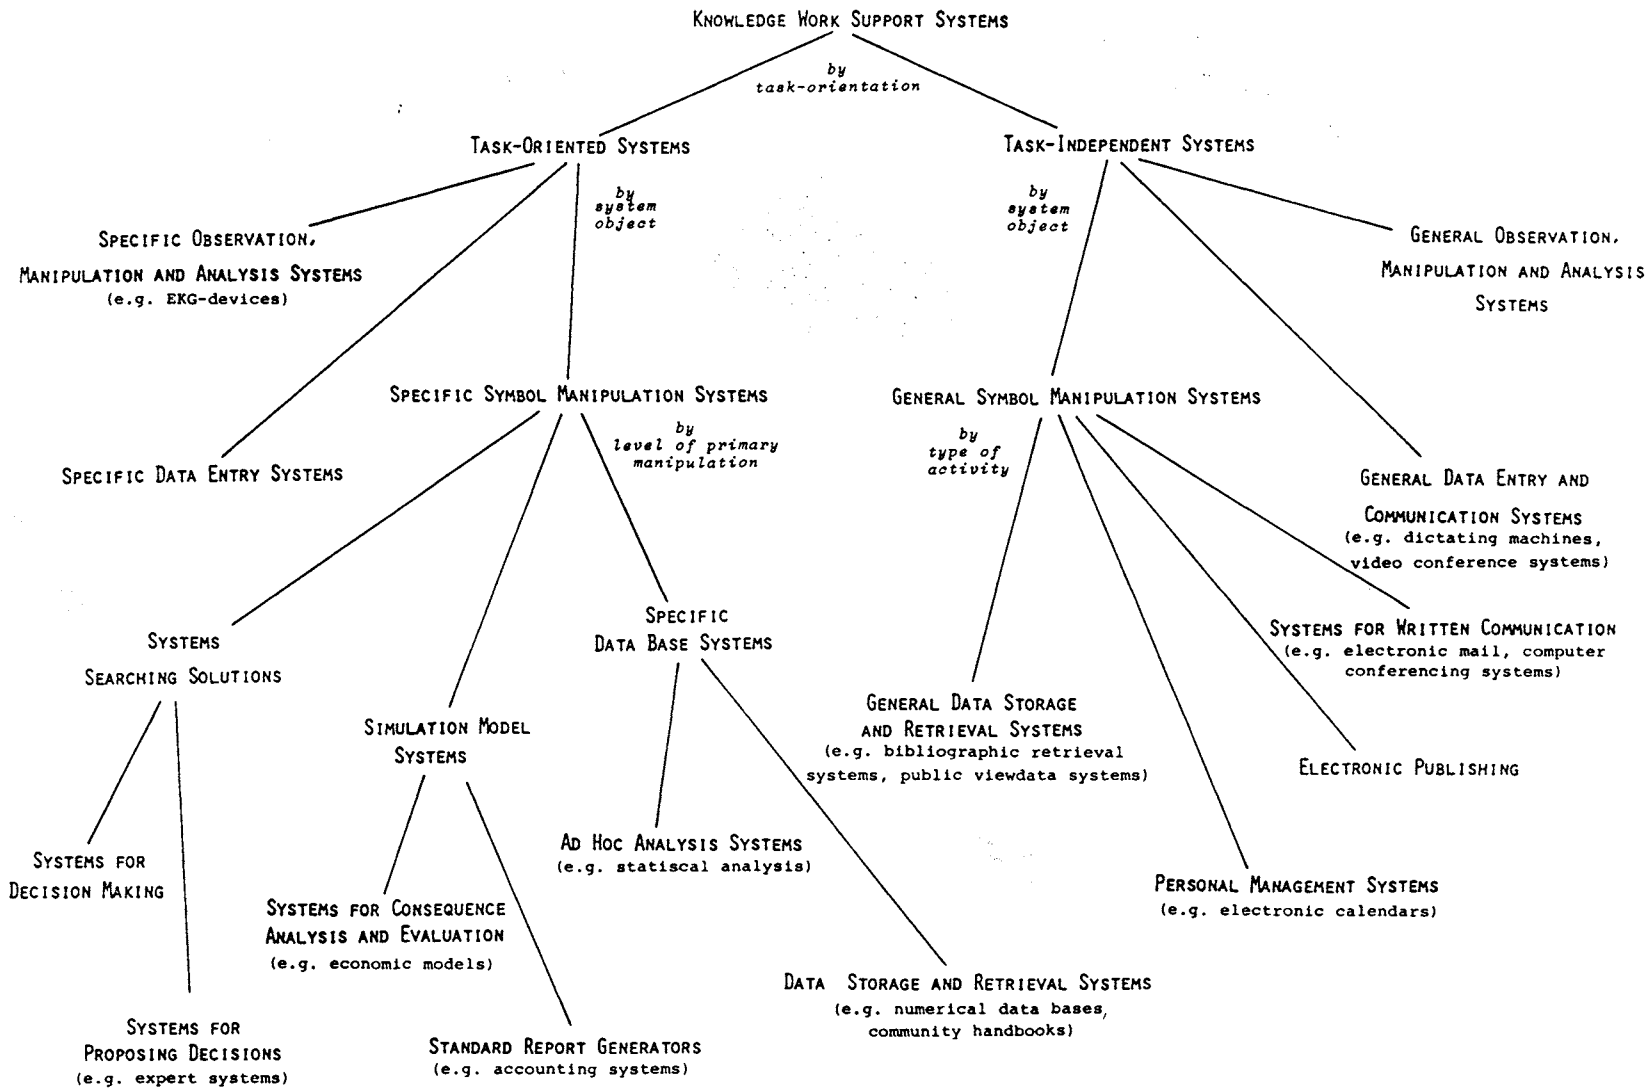 KNOWLEDGE WORK SUPPORT SYSTEMS
by
task-orientation
TASK-ORIENTED SYSTEMS
TASK-INDEPENDENT SYSTEMS
by
system
object
by
system
object
SPECIFIC OBSERVATION,
MANIPULATION AND ANALYSIS SYSTEMS
(e.g. EKG-devices)
GENERAL OBSERVATION,
MANIPULATION AND ANALYSIS
SYSTEMS
SPECIFIC SYMBOL MANIPULATION SYSTEMS
by
level of primary
manipulation
GENERAL SYMBOL MANIPULATION SYSTEMS
by
type of
activity
SPECIFIC DATA ENTRY SYSTEMS
GENERAL DATA ENTRY AND
COMMUNICATION SYSTEMS
(e.g. dictating machines,
video conference systems)
SYSTEMS
SEARCHING SOLUTIONS
SPECIFIC
DATA BASE SYSTEMS
SYSTEMS FOR WRITTEN COMMUNICATION
(e.g. electronic mail, computer
conferencing systems)
SIMULATION MODEL
SYSTEMS
GENERAL DATA STORAGE
AND RETRIEVAL SYSTEMS
(e.g. bibliographic retrieval
systems, public viewdata systems)
ELECTRONIC PUBLISHING
SYSTEMS FOR
DECISION MAKING
AD HOC ANALYSIS SYSTEMS
(e.g. statiscal analysis)
PERSONAL MANAGEMENT SYSTEMS
(e.g. electronic calendars)
SYSTEMS FOR CONSEQUENCE
ANALYSIS AND EVALUATION
(e.g. economic models)
DATA STORAGE AND RETRIEVAL SYSTEMS
(e.g. numerical data bases,
community handbooks)
SYSTEMS FOR
PROPOSING DECISIONS
(e.g. expert systems)
STANDARD REPORT GENERATORS
(e.g. accounting systems)